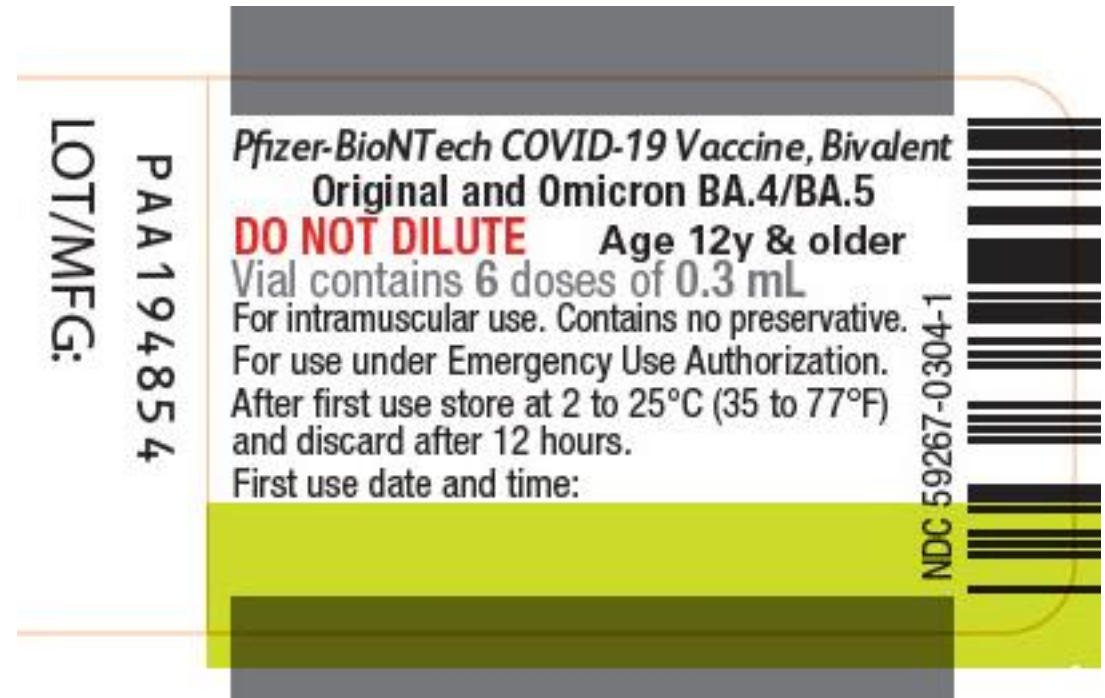 LOT/MFG:
PAA194854
Pfizer-BioNTech COVID-19 Vaccine, Bivalent
Original and Omicron BA.4/BA.5
DO NOT DILUTE Age 12y & older
Vial contains 6 doses of 0.3 mL
For intramuscular use. Contains no preservative.
For use under Emergency Use Authorization.
After first use store at 2 to 25°C (35 to 77°F)
and discard after 12 hours.
First use date and time:
NDC 59267-0304-1